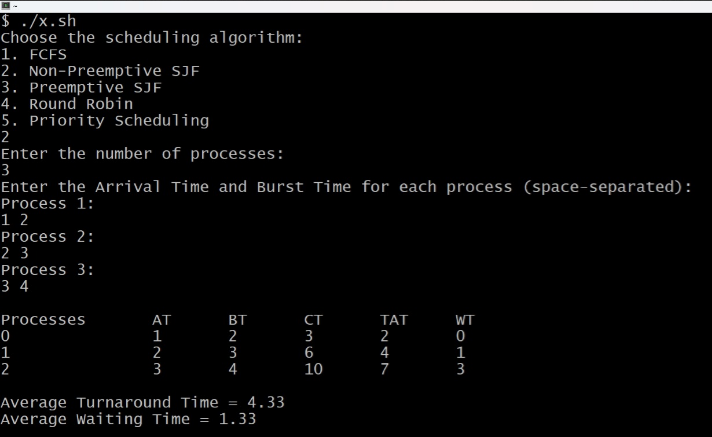 ~
$ ./x.sh
Choose the scheduling algorithm:
1. FCFS
2. Non-Preemptive SJF
3. Preemptive SJF
4. Round Robin
5. Priority Scheduling
2
Enter the number of processes:
3
Enter the Arrival Time and Burst Time for each process (space-separated):
Process 1:
1 2
Process 2:
2 3
Process 3:
3 4
Processes AT BT CT TAT WT
0 1 2 3 2 0
1 2 3 6 4 1
2 3 4 10 7 3
Average Turnaround Time = 4.33
Average Waiting Time = 1.33